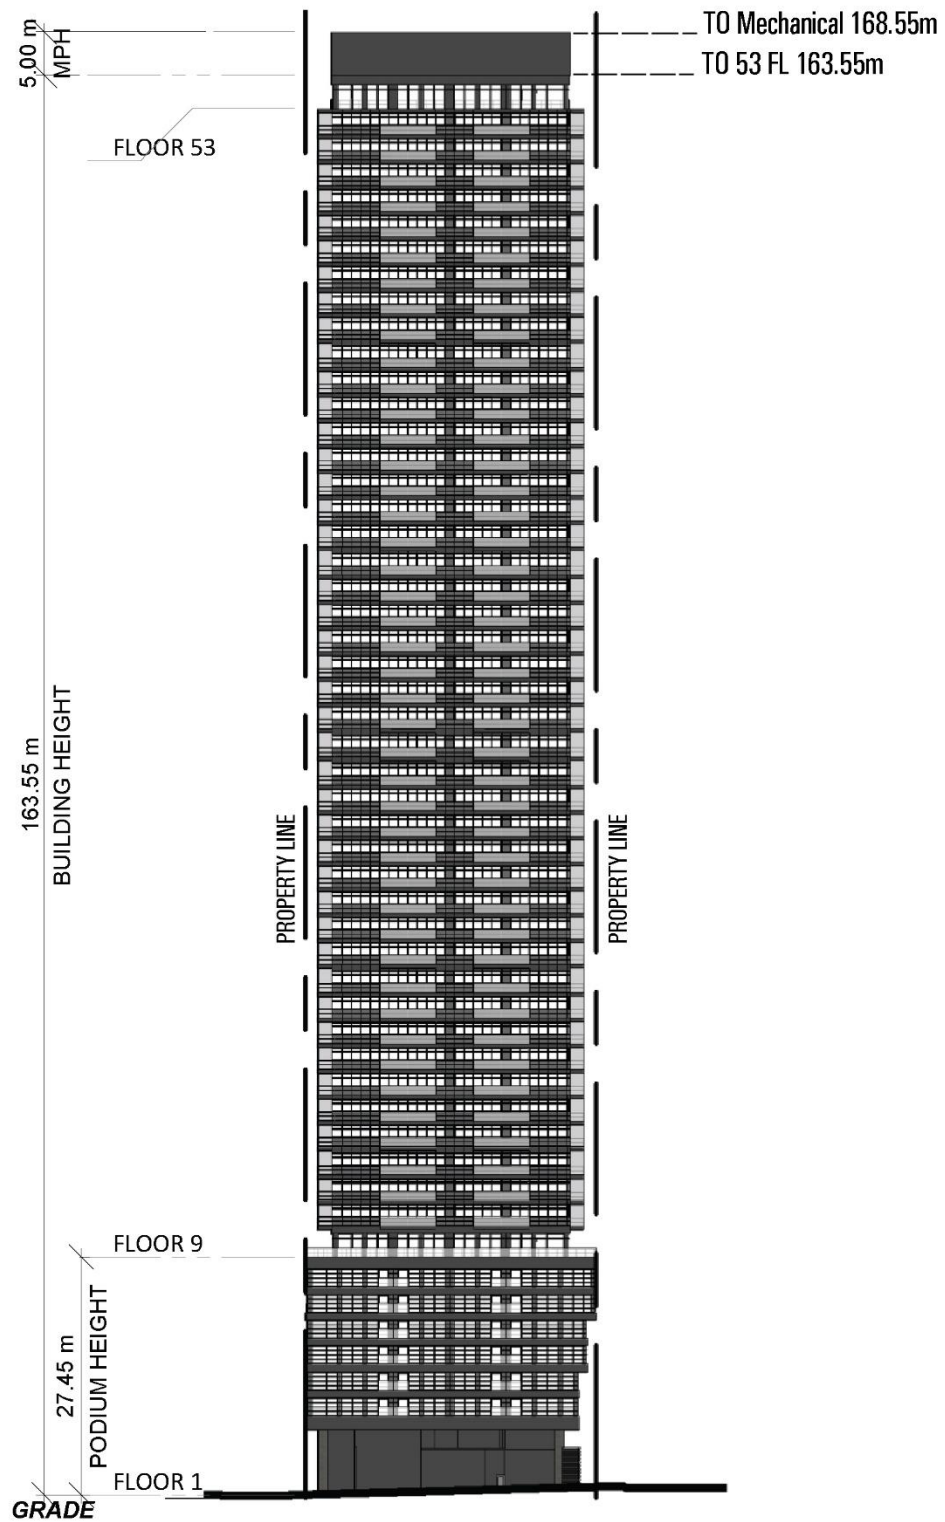 TO Mechanical 168.55m
5.00 m
MPH
TO 53 FL 163.55m
FLOOR 53
163.55 m
BUILDING HEIGHT
PROPERTY LINE
PROPERTY LINE
FLOOR 9
27.45 m
PODIUM HEIGHT
FLOOR 1
GRADE